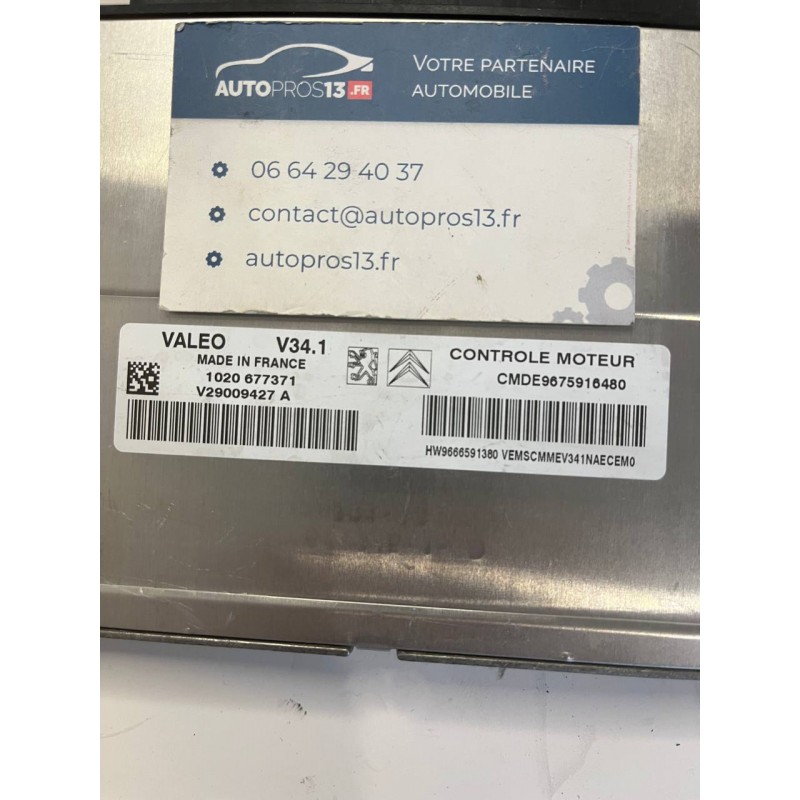 AUTOPROS13.FR
VOTRE PARTENAIRE
AUTOMOBILE
06 64 29 40 37
contact@autopros13.fr
autopros13.fr
VALEO V34.1
MADE IN FRANCE
1020 677371
V29009427 A
CONTROLE MOTEUR
CMDE9675916480
HW9666591380 VEMSCMMEV341NAECEM0